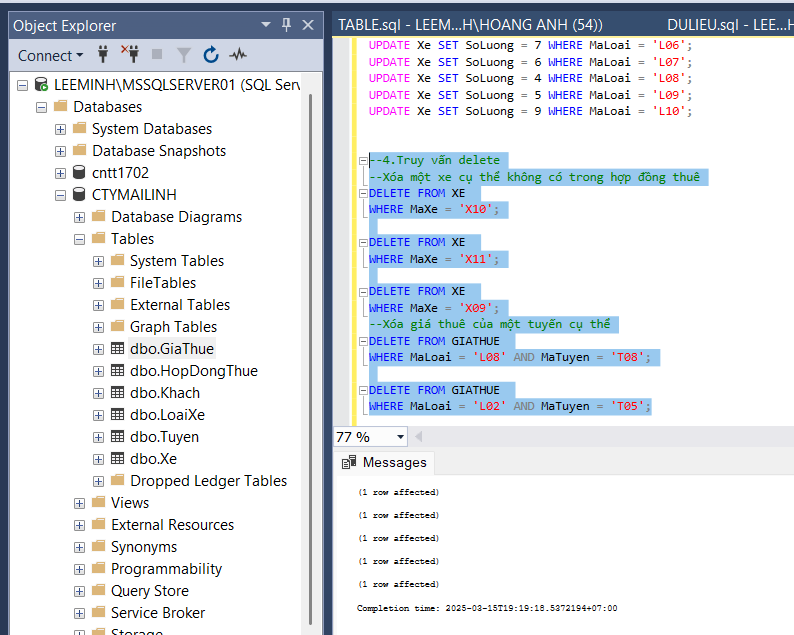 Object Explorer
Connect
LEEMINH\MSSQLSERVER01 (SQL Serv
Databases
System Databases
Database Snapshots
cntt1702
CTYMAILINH
Database Diagrams
Tables
System Tables
FileTables
External Tables
Graph Tables
dbo.GiaThue
dbo.HopDongThue
dbo.Khach
dbo.LoaiXe
dbo.Tuyen
dbo.Xe
Dropped Ledger Tables
Views
External Resources
Synonyms
Programmability
Query Store
Service Broker
Storage
TABLE.sql - LEEM...H\HOANG ANH (54)) DULIEU.sql - LEE...H
UPDATE Xe SET SoLuong = 7 WHERE MaLoai = 'L06';
UPDATE Xe SET SoLuong = 6 WHERE MaLoai = 'L07';
UPDATE Xe SET SoLuong = 4 WHERE MaLoai = 'L08';
UPDATE Xe SET SoLuong = 5 WHERE MaLoai = 'L09';
UPDATE Xe SET SoLuong = 9 WHERE MaLoai = 'L10';
--4.Truy vấn delete
--Xóa một xe cụ thể không có trong hợp đồng thuê
DELETE FROM XE
WHERE MaXe = 'X10';
DELETE FROM XE
WHERE MaXe = 'X11';
DELETE FROM XE
WHERE MaXe = 'X09';
--Xóa giá thuê của một tuyến cụ thể
DELETE FROM GIATHUE
WHERE MaLoai = 'L08' AND MaTuyen = 'T08';
DELETE FROM GIATHUE
WHERE MaLoai = 'L02' AND MaTuyen = 'T05';
77 %
Messages
(1 row affected)
(1 row affected)
(1 row affected)
(1 row affected)
(1 row affected)
Completion time: 2025-03-15T19:19:18.5372194+07:00